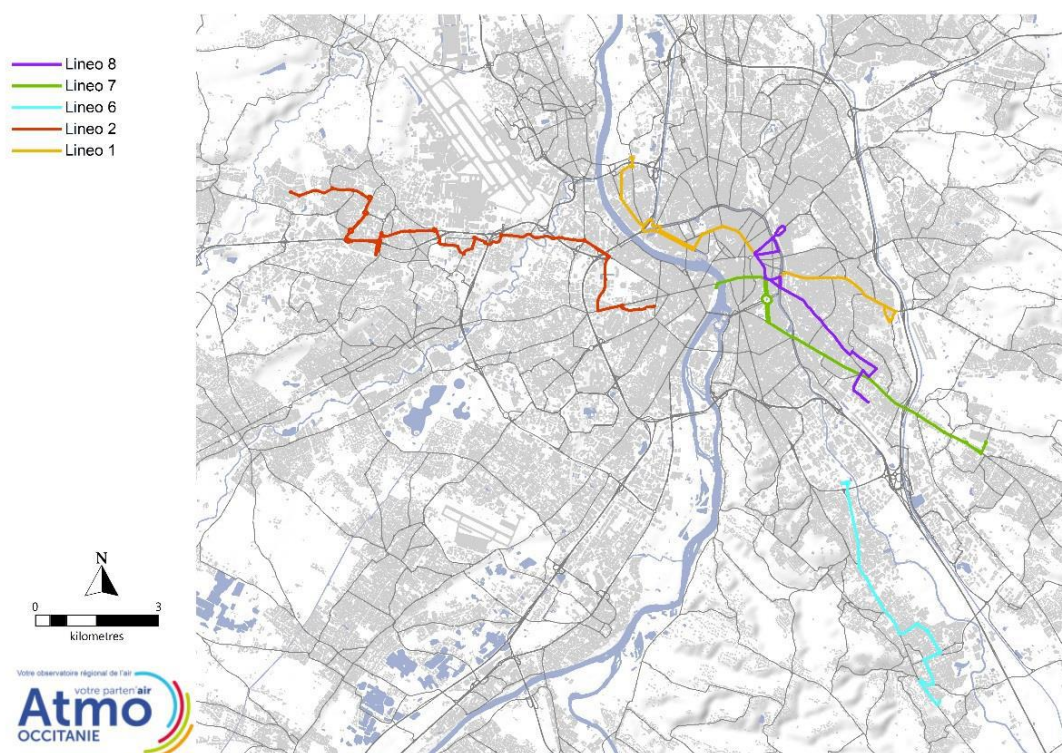 Lineo 8
Lineo 7
Lineo 6
Lineo 2
Lineo 1
N
0 3
kilometres
Votre observatoire régional de l'air
votre parten'air
Atmo
OCCITANIE